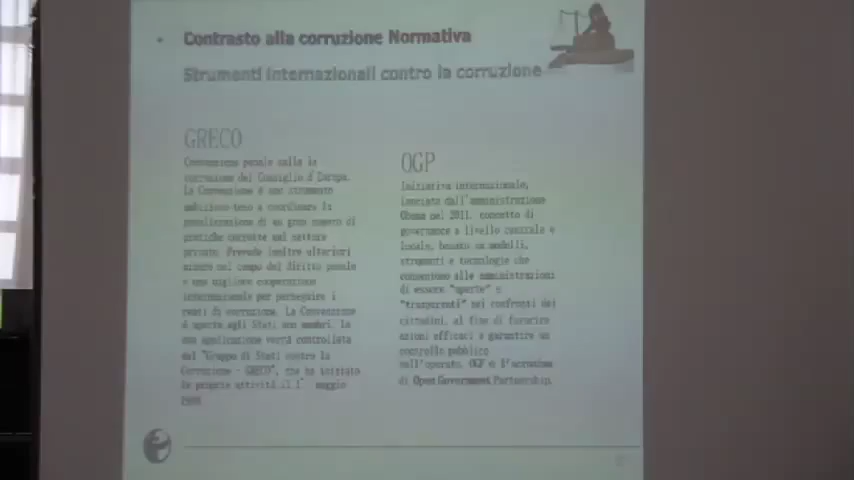 Contrasto alla corruzione Normativa
Strumenti internazionali contro la corruzione
GRECO
Convenzione penale sulla la
corruzione del Consiglio d'Europa.
La Convenzione è uno strumento
ambizioso teso a coordinare la
penalizzazione di un gran numero di
pratiche corrotte nel settore
privato. Prevede inoltre ulteriori
misure nel campo del diritto penale
e una migliore cooperazione
internazionale per perseguire i
reati di corruzione. La Convenzione
è aperta agli Stati non membri. La
sua applicazione verrà controllata
dal "Gruppo di Stati contro la
Corruzione - GRECO", che ha iniziato
la propria attività il 1° maggio
1999.
OGP
Iniziativa internazionale,
lanciata dall'amministrazione
Obama nel 2011. concetto di
governance a livello centrale e
locale, basato su modelli,
strumenti e tecnologie che
consentono alle amministrazioni
di essere "aperte" e
"trasparenti" nei confronti dei
cittadini, al fine di favorire
azioni efficaci e garantire un
controllo pubblico
sull'operato. OGP è l'acronimo
di Open Government Partnership.